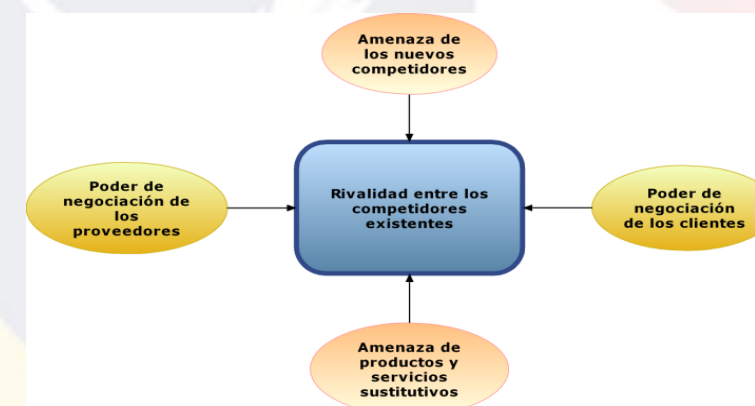 Amenaza de
los nuevos
competidores
Poder de
negociación de
los
proveedores
Rivalidad entre los
competidores
existentes
Poder de
negociación
de los clientes
Amenaza de
productos y
servicios
sustitutivos